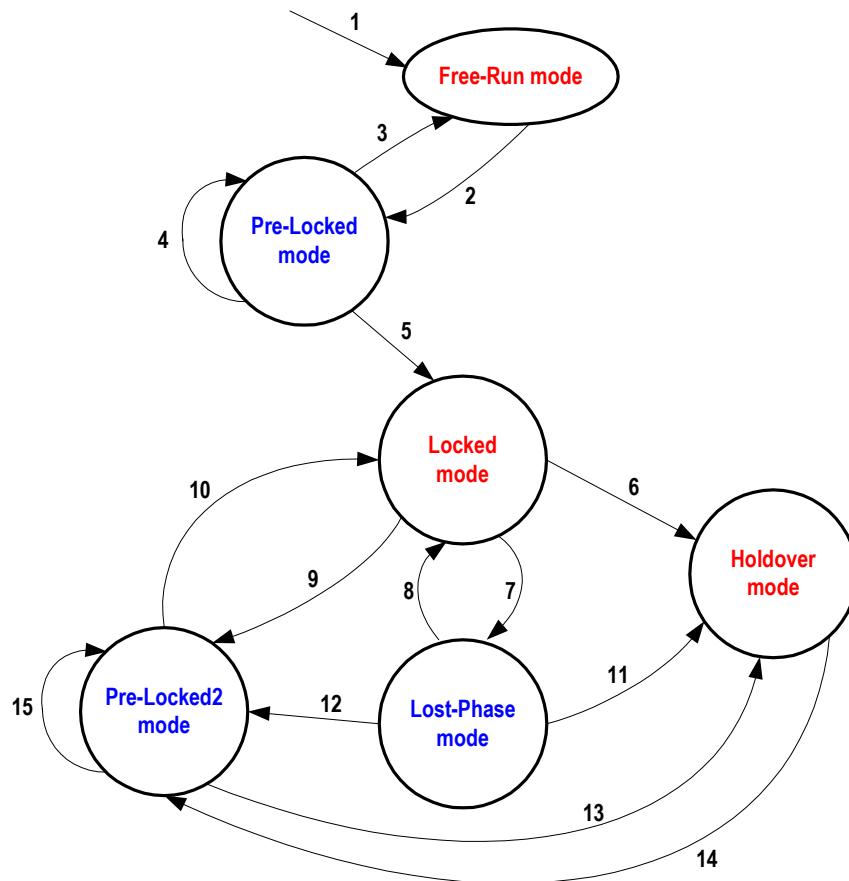 1
Free-Run mode
3
2
Pre-Locked
mode
4
5
Locked
mode
10
6
9
8
7
Holdover
mode
11
15
Pre-Locked2
mode
12
Lost-Phase
mode
13
14